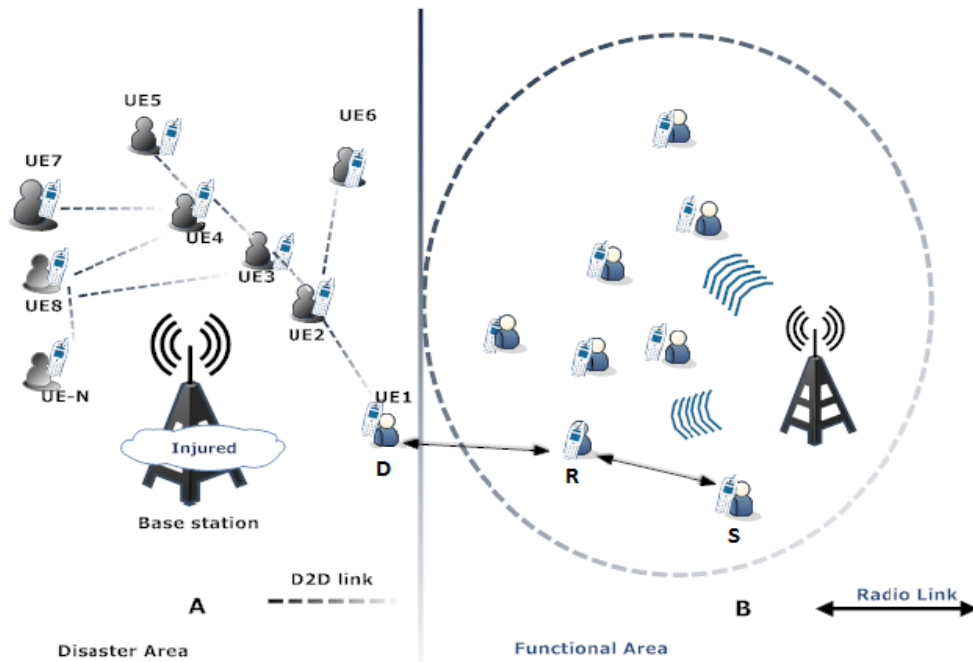 UE5
UE6
UE7
UE4
UE3
UE8
UE2
UE-N
UE1
Injured
D
R
S
Base station
D2D link
A
B
Radio Link
Disaster Area
Functional Area